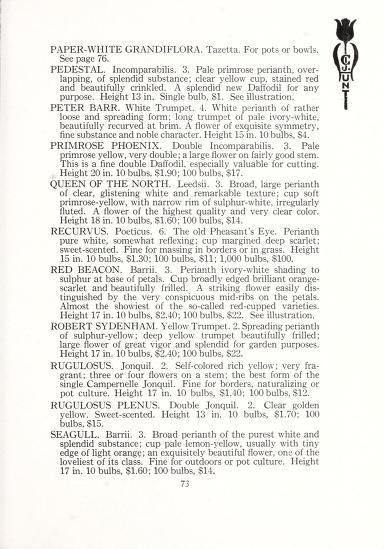 PAPER-WHITE GRANDIFLORA. Tazetta. For pots or bowls.
See page 76.
PEDESTAL. Incomparabilis. 3. Pale primrose perianth, over-
lapping, of splendid substance; clear yellow cup, stained red
and beautifully crinkled. A splendid new Daffodil for any
purpose. Height 13 in. Single bulb, $1. See illustration.
PETER BARR. White Trumpet. 4. White perianth of rather
loose and spreading form; long trumpet of pale ivory-white,
beautifully recurved at brim. A flower of exquisite symmetry,
fine substance and noble character. Height 15 in. 10 bulbs, $4.
PRIMROSE PHOENIX. Double Incomparabilis. 3. Pale
primrose yellow, very double; a large flower on fairly good stem.
This is a fine double Daffodil, especially valuable for cutting.
Height 20 in. 10 bulbs, $1.90; 100 bulbs, $17.
QUEEN OF THE NORTH. Leedsii. 3. Broad, large perianth
of clear, glistening white and remarkable texture; cup soft
primrose-yellow, with narrow rim of sulphur-white, irregularly
fluted. A flower of the highest quality and very clear color.
Height 18 in. 10 bulbs, $1.60; 100 bulbs, $14.
RECURVUS. Poeticus. 6. The old Pheasant's Eye. Perianth
pure white, somewhat reflexing; cup margined deep scarlet;
sweet-scented. Fine for massing in borders or in grass. Height
15 in. 10 bulbs, $1.30; 100 bulbs, $11; 1,000 bulbs, $100.
RED BEACON. Barrii. 3. Perianth ivory-white shading to
sulphur at base of petals. Cup broadly edged brilliant orange-
scarlet and beautifully frilled. A striking flower easily dis-
tinguished by the very conspicuous mid-ribs on the petals.
Almost the showiest of the so-called red-cupped varieties.
Height 17 in. 10 bulbs, $2.40; 100 bulbs, $22. See illustration.
ROBERT SYDENHAM. Yellow Trumpet. 2. Spreading perianth
of sulphur-yellow; deep yellow trumpet beautifully frilled;
large flower of great vigor and splendid for garden purposes.
Height 17 in. 10 bulbs, $2.40; 100 bulbs, $22.
RUGULOSUS. Jonquil. 2. Self-colored rich yellow; very fra-
grant; three or four flowers on a stem; the best form of the
single Campernelle Jonquil. Fine for borders, naturalizing or
pot culture. Height 17 in. 10 bulbs, $1.40; 100 bulbs, $12.
RUGULOSUS PLENUS. Double Jonquil. 2. Clear golden
yellow. Sweet-scented. Height 13 in. 10 bulbs, $1.70; 100
bulbs, $15.
SEAGULL. Barrii. 3. Broad perianth of the purest white and
splendid substance; cup pale lemon-yellow, usually with tiny
edge of light orange; an exquisitely beautiful flower, one of the
loveliest of its class. Fine for outdoors or pot culture. Height
17 in. 10 bulbs, $1.60; 100 bulbs, $14.
73